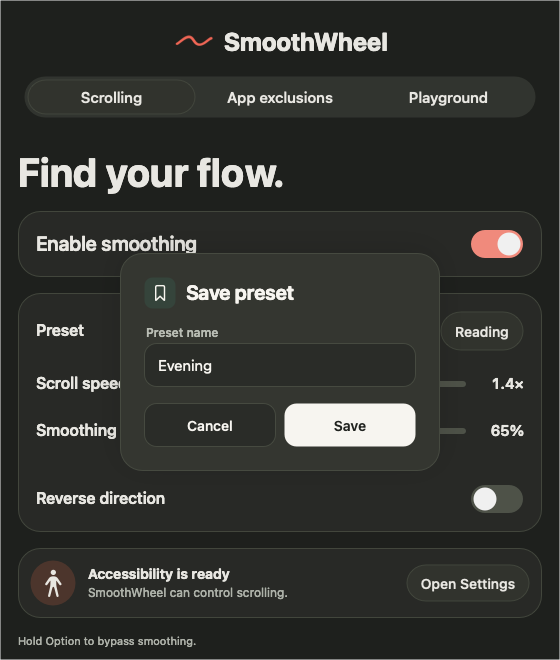 SmoothWheel
Scrolling
App exclusions
Playground
Find your flow.
Enable smoothing
Save preset
Preset name
Evening
Cancel
Save
Preset
Reading
Scroll
1.4×
Smoothing
65%
Reverse direction
Accessibility is ready
SmoothWheel can control scrolling.
Open Settings
Hold Option to bypass smoothing.